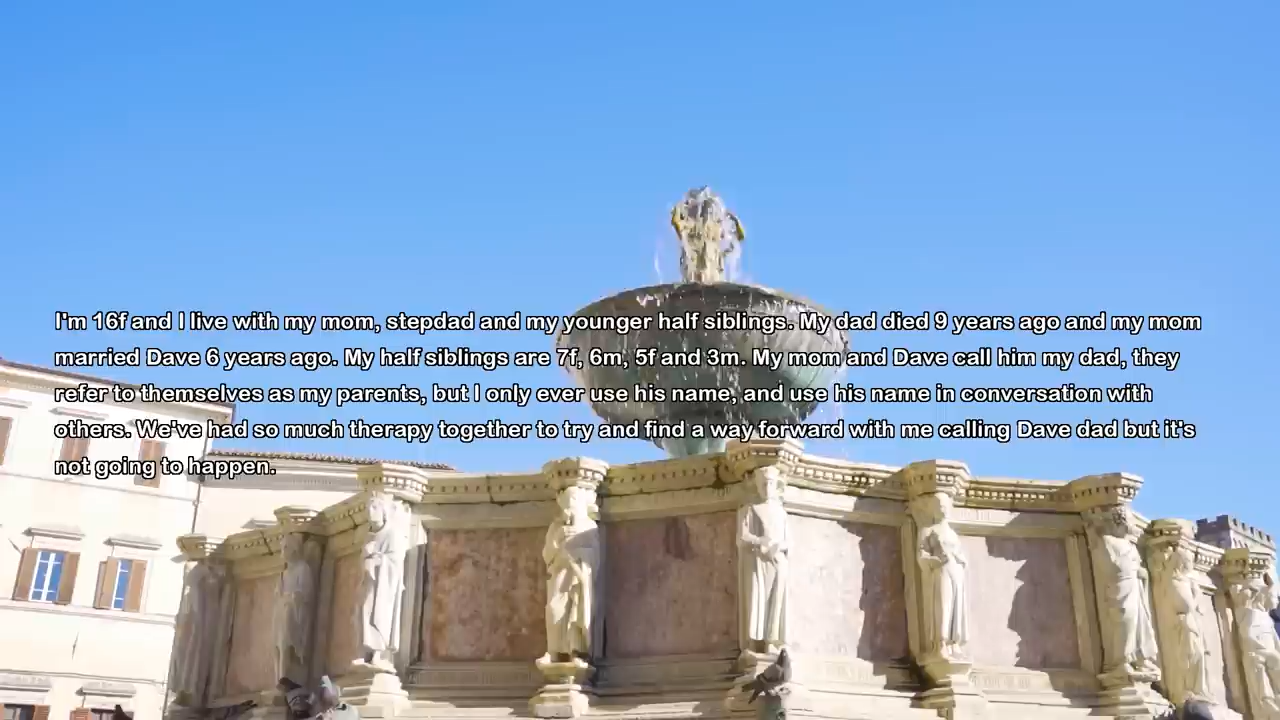 I'm 16f and I live with my mom, stepdad and my younger half siblings. My dad died 9 years ago and my mom
married Dave 6 years ago. My half siblings are 7f, 6m, 5f and 3m. My mom and Dave call him my dad, they
refer to themselves as my parents, but I only ever use his name, and use his name in conversation with
others. We've had so much therapy together to try and find a way forward with me calling Dave dad but it's
not going to happen.